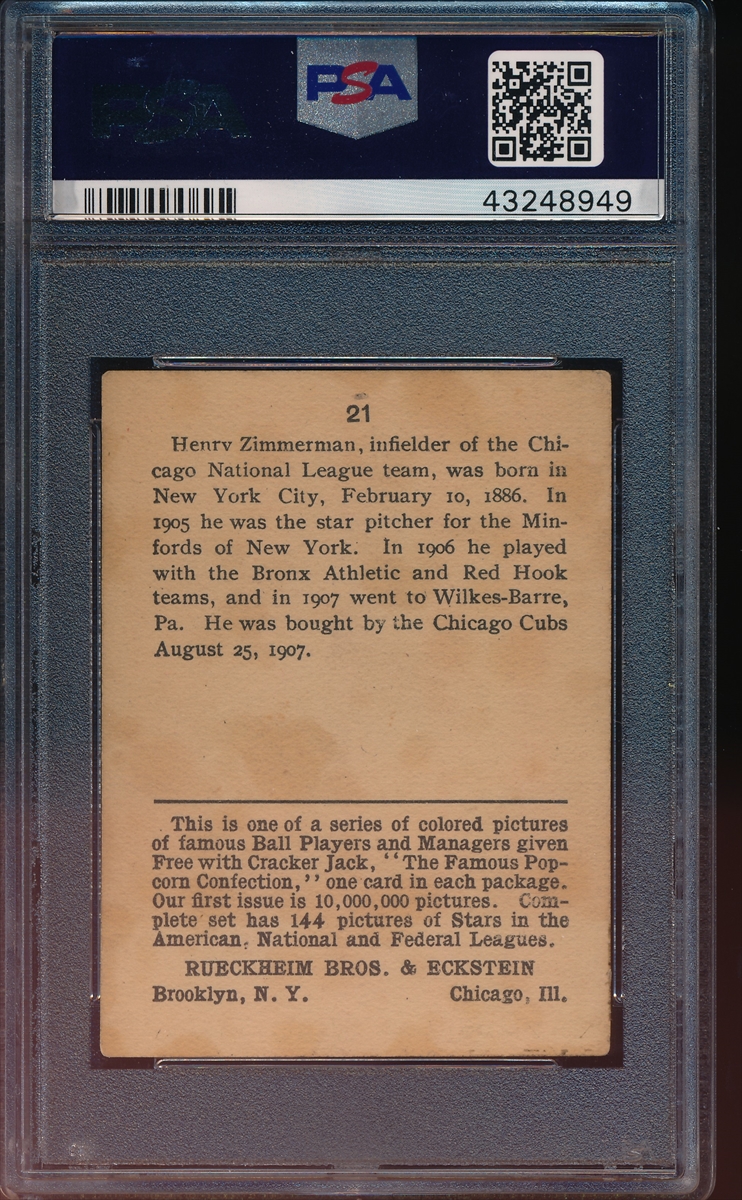 PSA
PSA
43248949
21
Henry Zimmerman, infielder of the Chi-
cago National League team, was born in
New York City, February 10, 1886. In
1905 he was the star pitcher for the Min-
fords of New York. In 1906 he played
with the Bronx Athletic and Red Hook
teams, and in 1907 went to Wilkes-Barre,
Pa. He was bought by the Chicago Cubs
August 25, 1907.
This is one of a series of colored pictures
of famous Ball Players and Managers given
Free with Cracker Jack, "The Famous Pop-
corn Confection," one card in each package.
Our first issue is 10,000,000 pictures. Com-
plete set has 144 pictures of Stars in the
American, National and Federal Leagues.
RUECKHEIM BROS. & ECKSTEIN
Brooklyn, N. Y. Chicago, Ill.